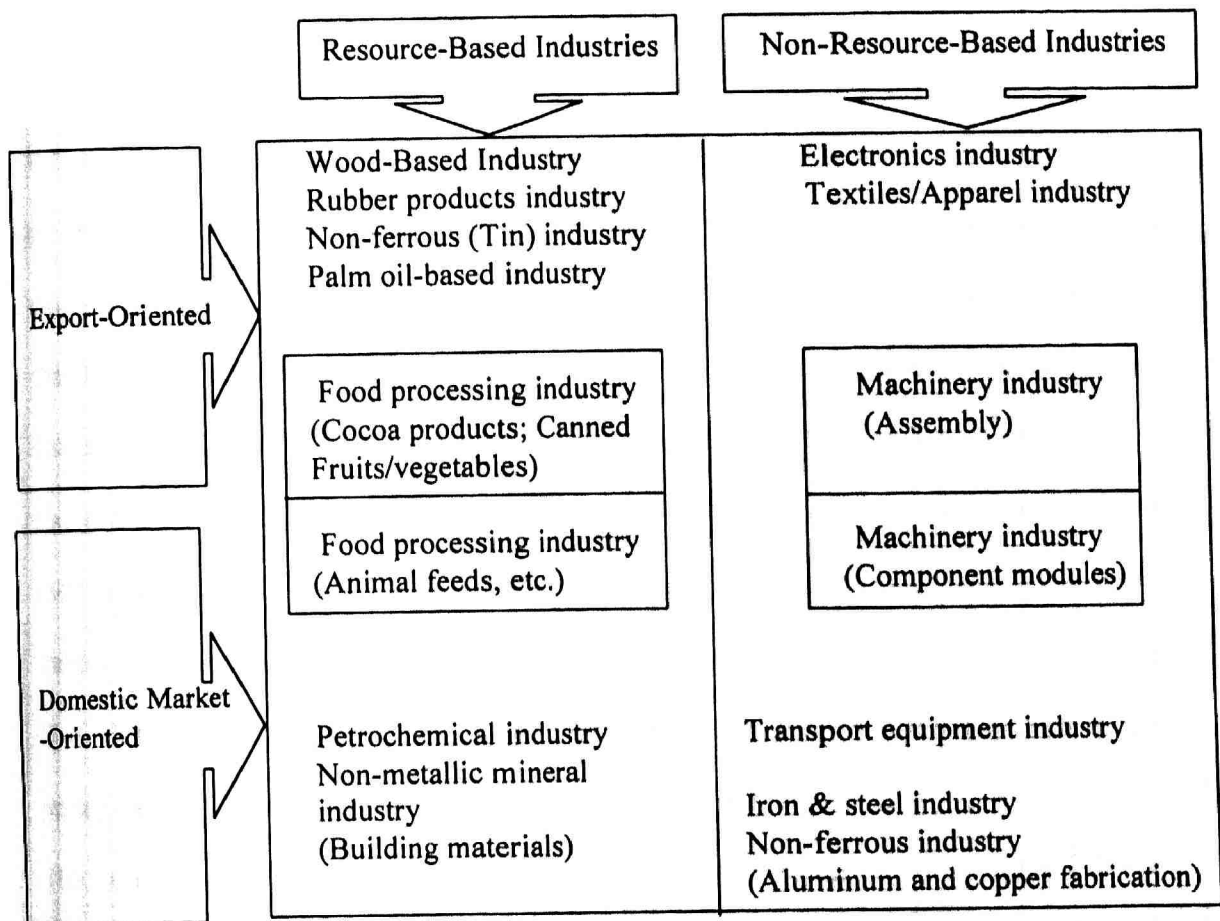 Resource-Based Industries
Non-Resource-Based Industries
Export-Oriented
Wood-Based Industry
Rubber products industry
Non-ferrous (Tin) industry
Palm oil-based industry
Electronics industry
Textiles/Apparel industry
Food processing industry
(Cocoa products; Canned
Fruits/vegetables)
Machinery industry
(Assembly)
Food processing industry
(Animal feeds, etc.)
Machinery industry
(Component modules)
Domestic Market
-Oriented
Petrochemical industry
Non-metallic mineral
industry
(Building materials)
Transport equipment industry
Iron & steel industry
Non-ferrous industry
(Aluminum and copper fabrication)